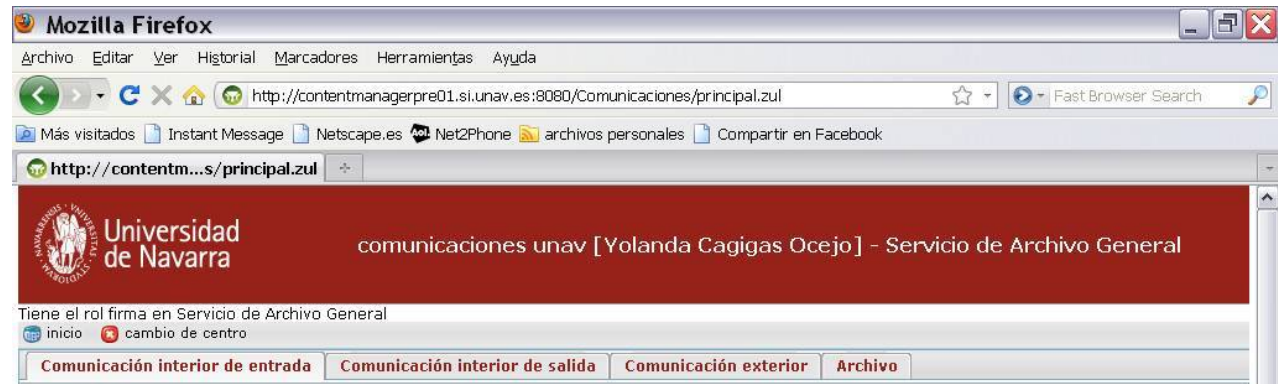 Mozilla Firefox
Archivo Editar Ver Historial Marcadores Herramientas Ayuda
http://contentmanagerpre01.si.unav.es:8080/Comunicaciones/principal.zul Fast Browser Search
Más visitados Instant Message Netscape.es Net2Phone archivos personales Compartir en Facebook
http://contentm...s/principal.zul
Universidad
de Navarra
comunicaciones unav [Yolanda Cagigas Ocejo] - Servicio de Archivo General
Tiene el rol firma en Servicio de Archivo General
inicio cambio de centro
Comunicación interior de entrada Comunicación interior de salida Comunicación exterior Archivo